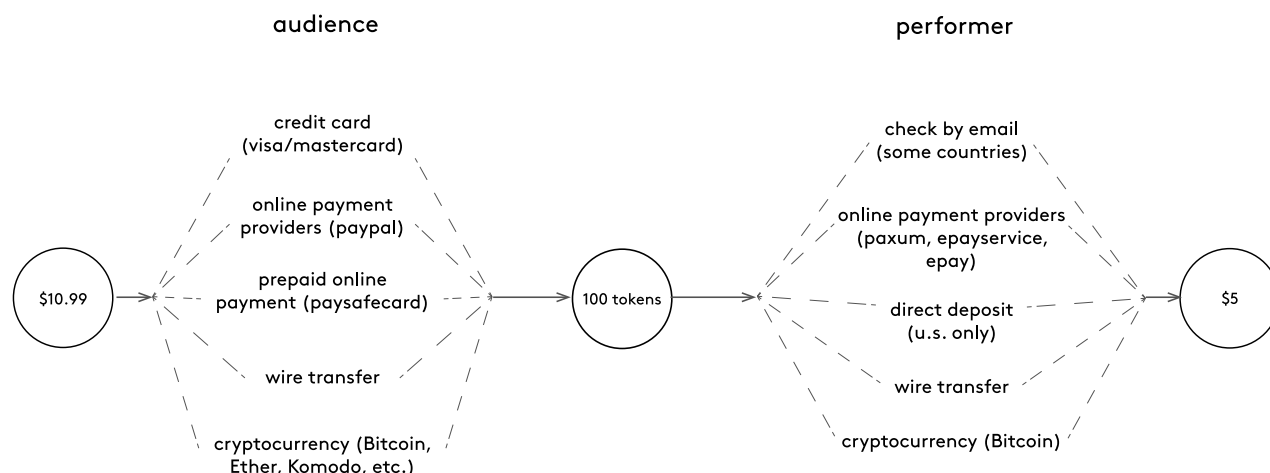 audience
performer
credit card
(visa/mastercard)
online payment
providers (paypal)
prepaid online
payment (paysafecard)
wire transfer
cryptocurrency (Bitcoin,
Ether, Komodo, etc.)
$10.99
100 tokens
check by email
(some countries)
online payment providers
(paxum, epayservice,
epay)
direct deposit
(u.s. only)
wire transfer
cryptocurrency (Bitcoin)
$5